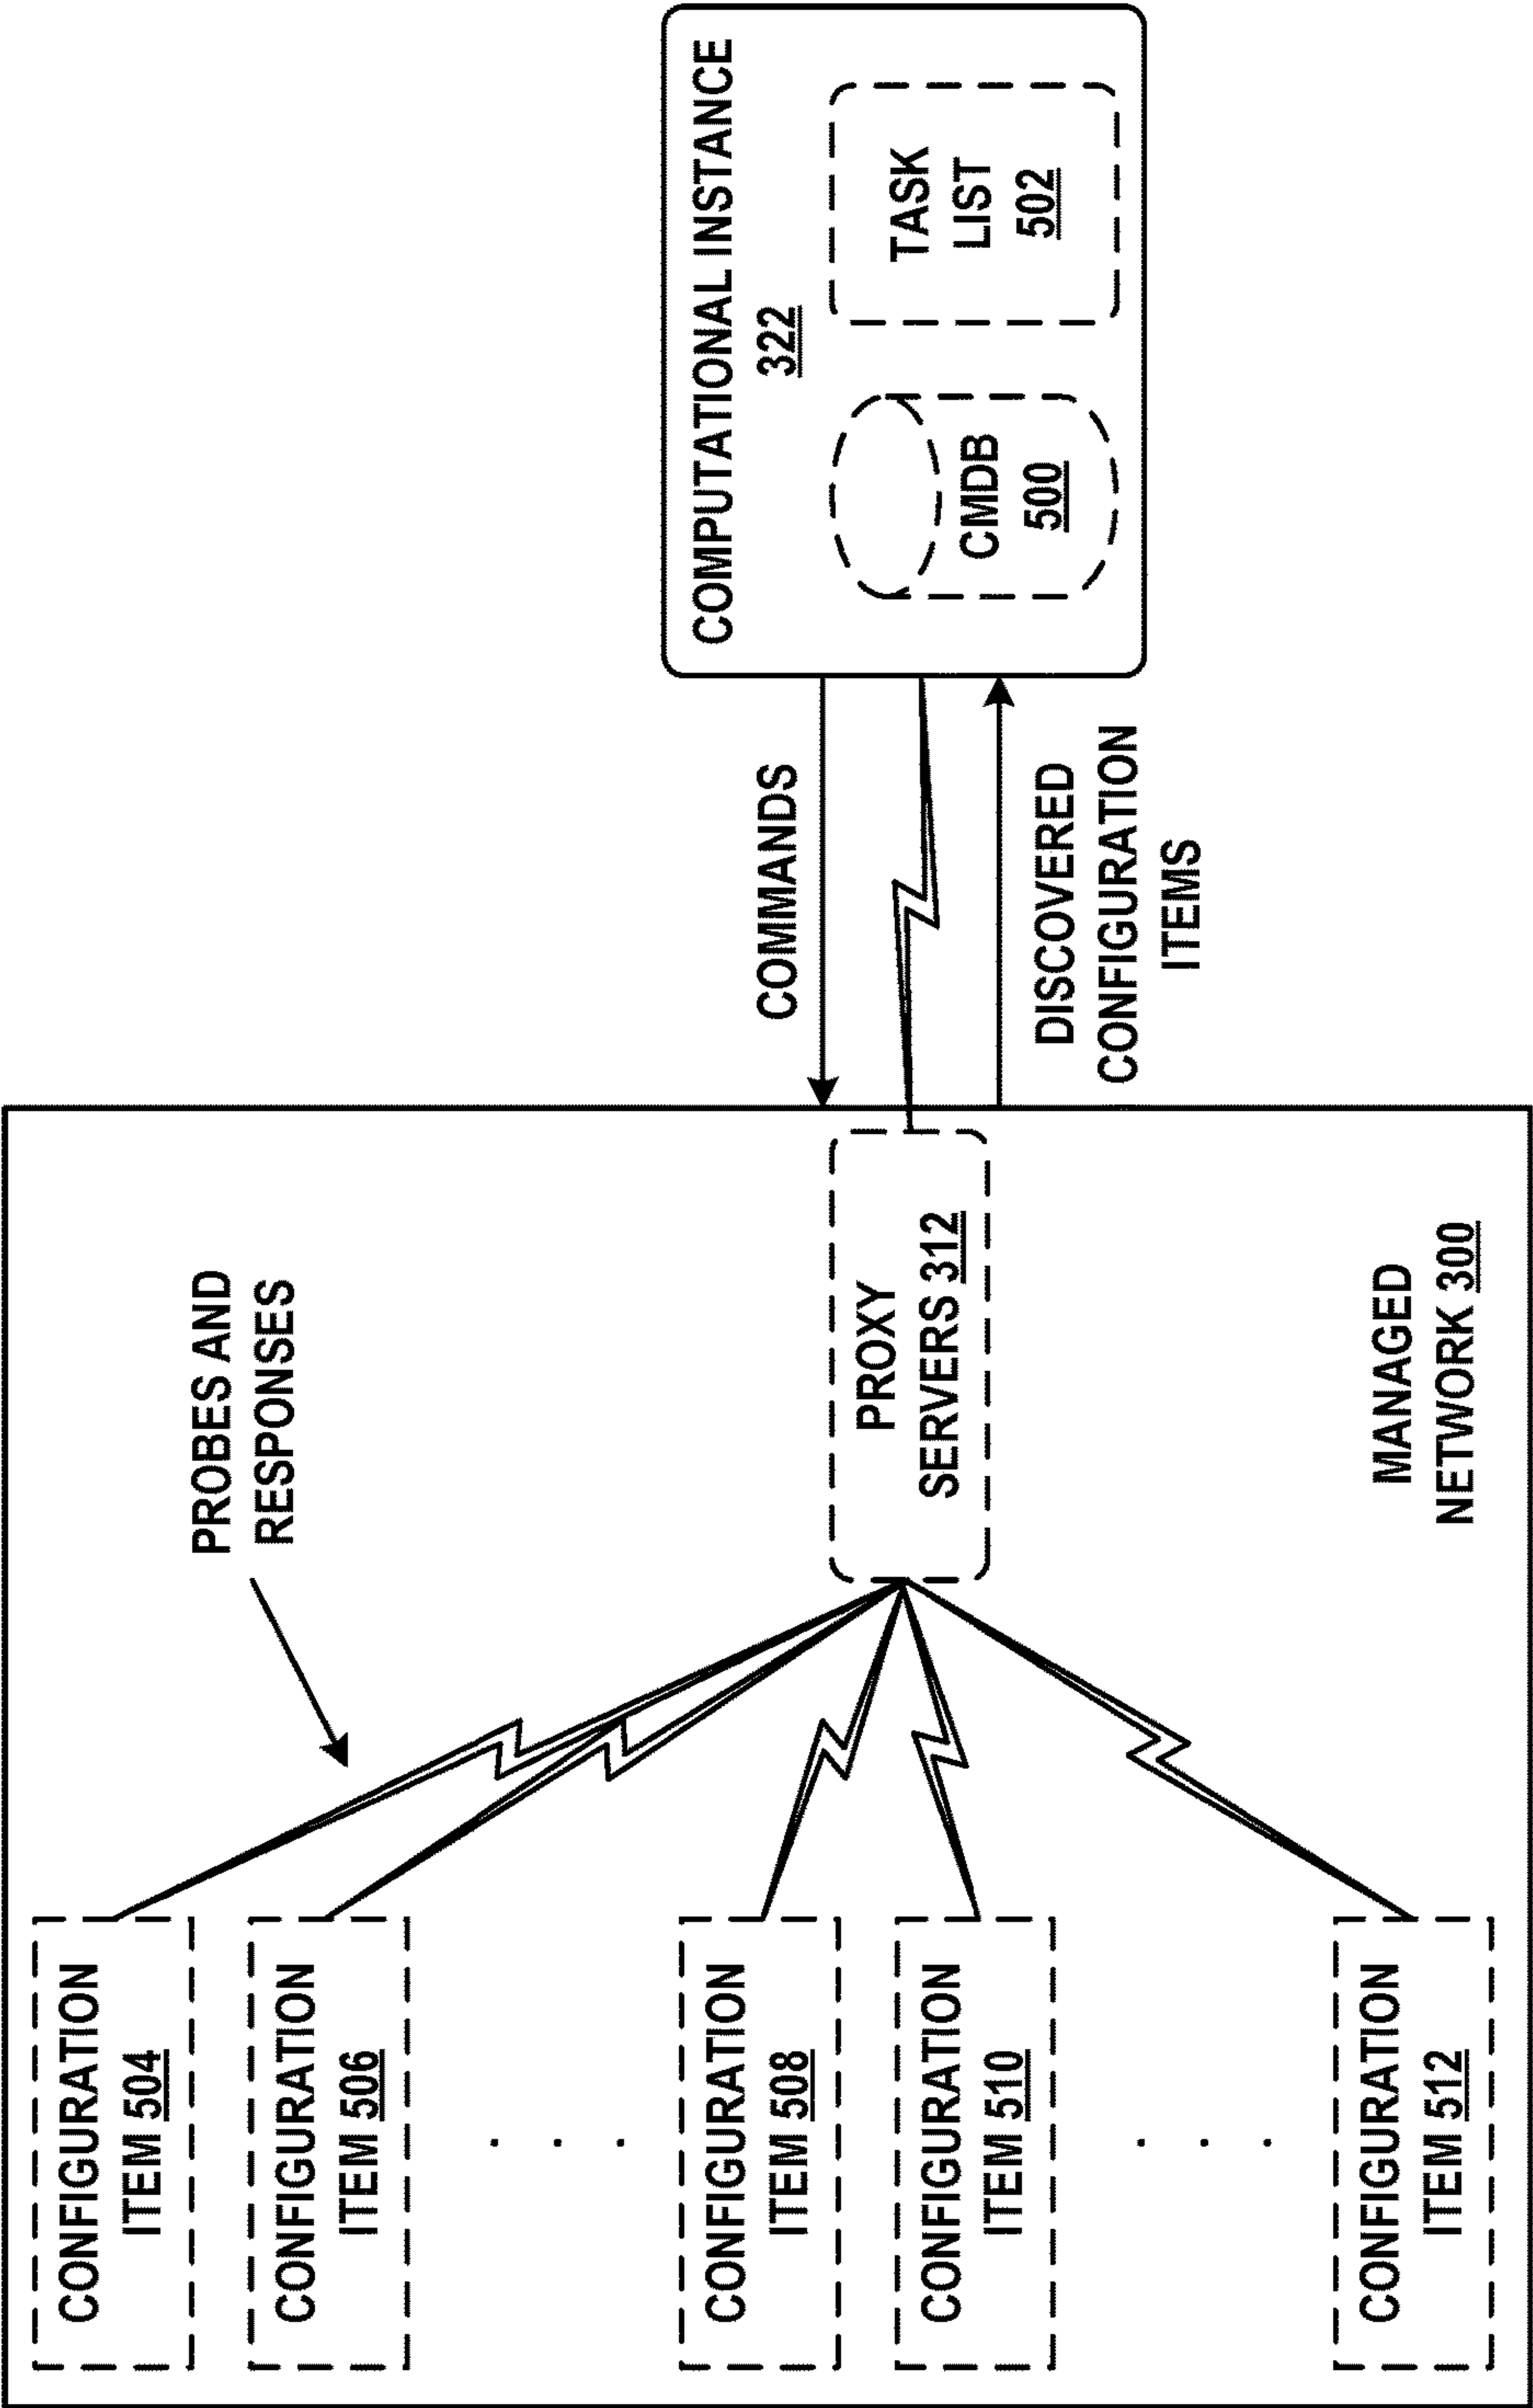 CONFIGURATION
ITEM 504
CONFIGURATION
ITEM 506
. . .
CONFIGURATION
ITEM 508
CONFIGURATION
ITEM 510
. . .
CONFIGURATION
ITEM 512
PROBES AND
RESPONSES
PROXY
SERVERS 312
MANAGED
NETWORK 300
COMMANDS
DISCOVERED
CONFIGURATION
ITEMS
COMPUTATIONAL INSTANCE
322
CMDB
500
TASK
LIST
502